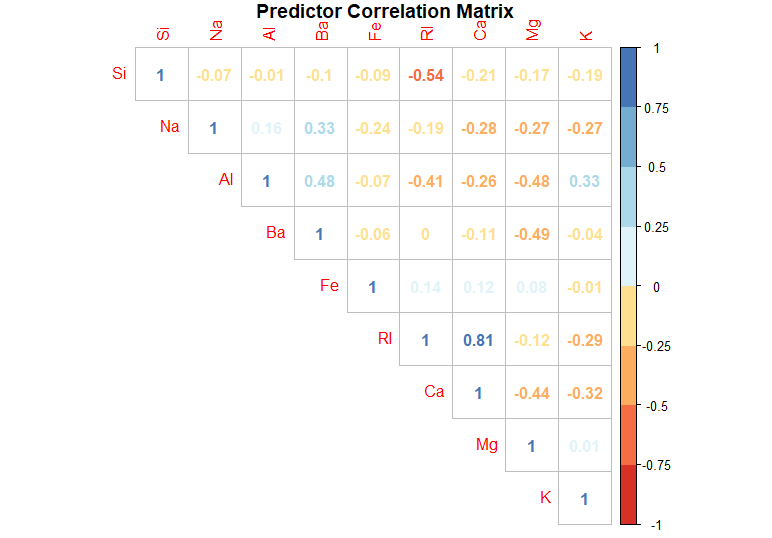 Predictor Correlation Matrix
Si Na Al Ba Fe RI Ca Mg K
Si 1 -0.07 -0.01 -0.1 -0.09 -0.54 -0.21 -0.17 -0.19
Na 1 0.16 0.33 -0.24 -0.19 -0.28 -0.27 -0.27
Al 1 0.48 -0.07 -0.41 -0.26 -0.48 0.33
Ba 1 -0.06 0 -0.11 -0.49 -0.04
Fe 1 0.14 0.12 0.08 -0.01
RI 1 0.81 -0.12 -0.29
Ca 1 -0.44 -0.32
Mg 1 0.01
K 1
1
0.75
0.5
0.25
0
-0.25
-0.5
-0.75
-1